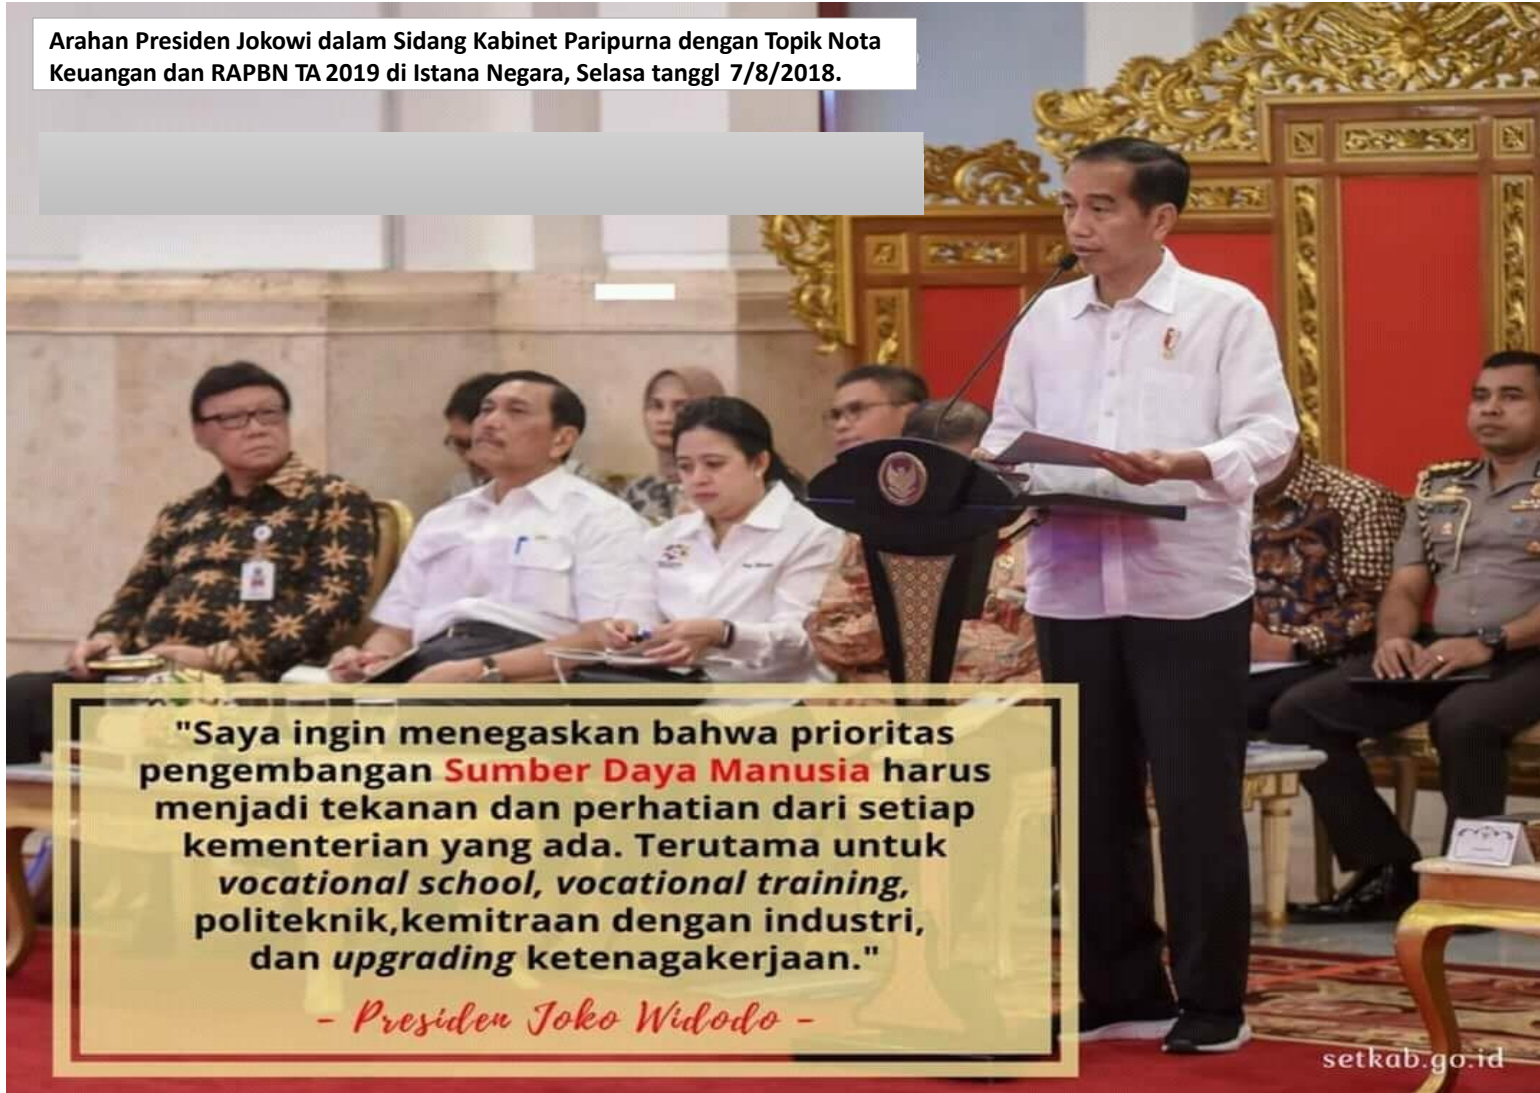 Arahan Presiden Jokowi dalam Sidang Kabinet Paripurna dengan Topik Nota
Keuangan dan RAPBN TA 2019 di Istana Negara, Selasa tanggl 7/8/2018.
"Saya ingin menegaskan bahwa prioritas
pengembangan Sumber Daya Manusia harus
menjadi tekanan dan perhatian dari setiap
kementerian yang ada. Terutama untuk
vocational school, vocational training,
politeknik,kemitraan dengan industri,
dan upgrading ketenagakerjaan."
- Presiden Joko Widodo -
setkab.go.id